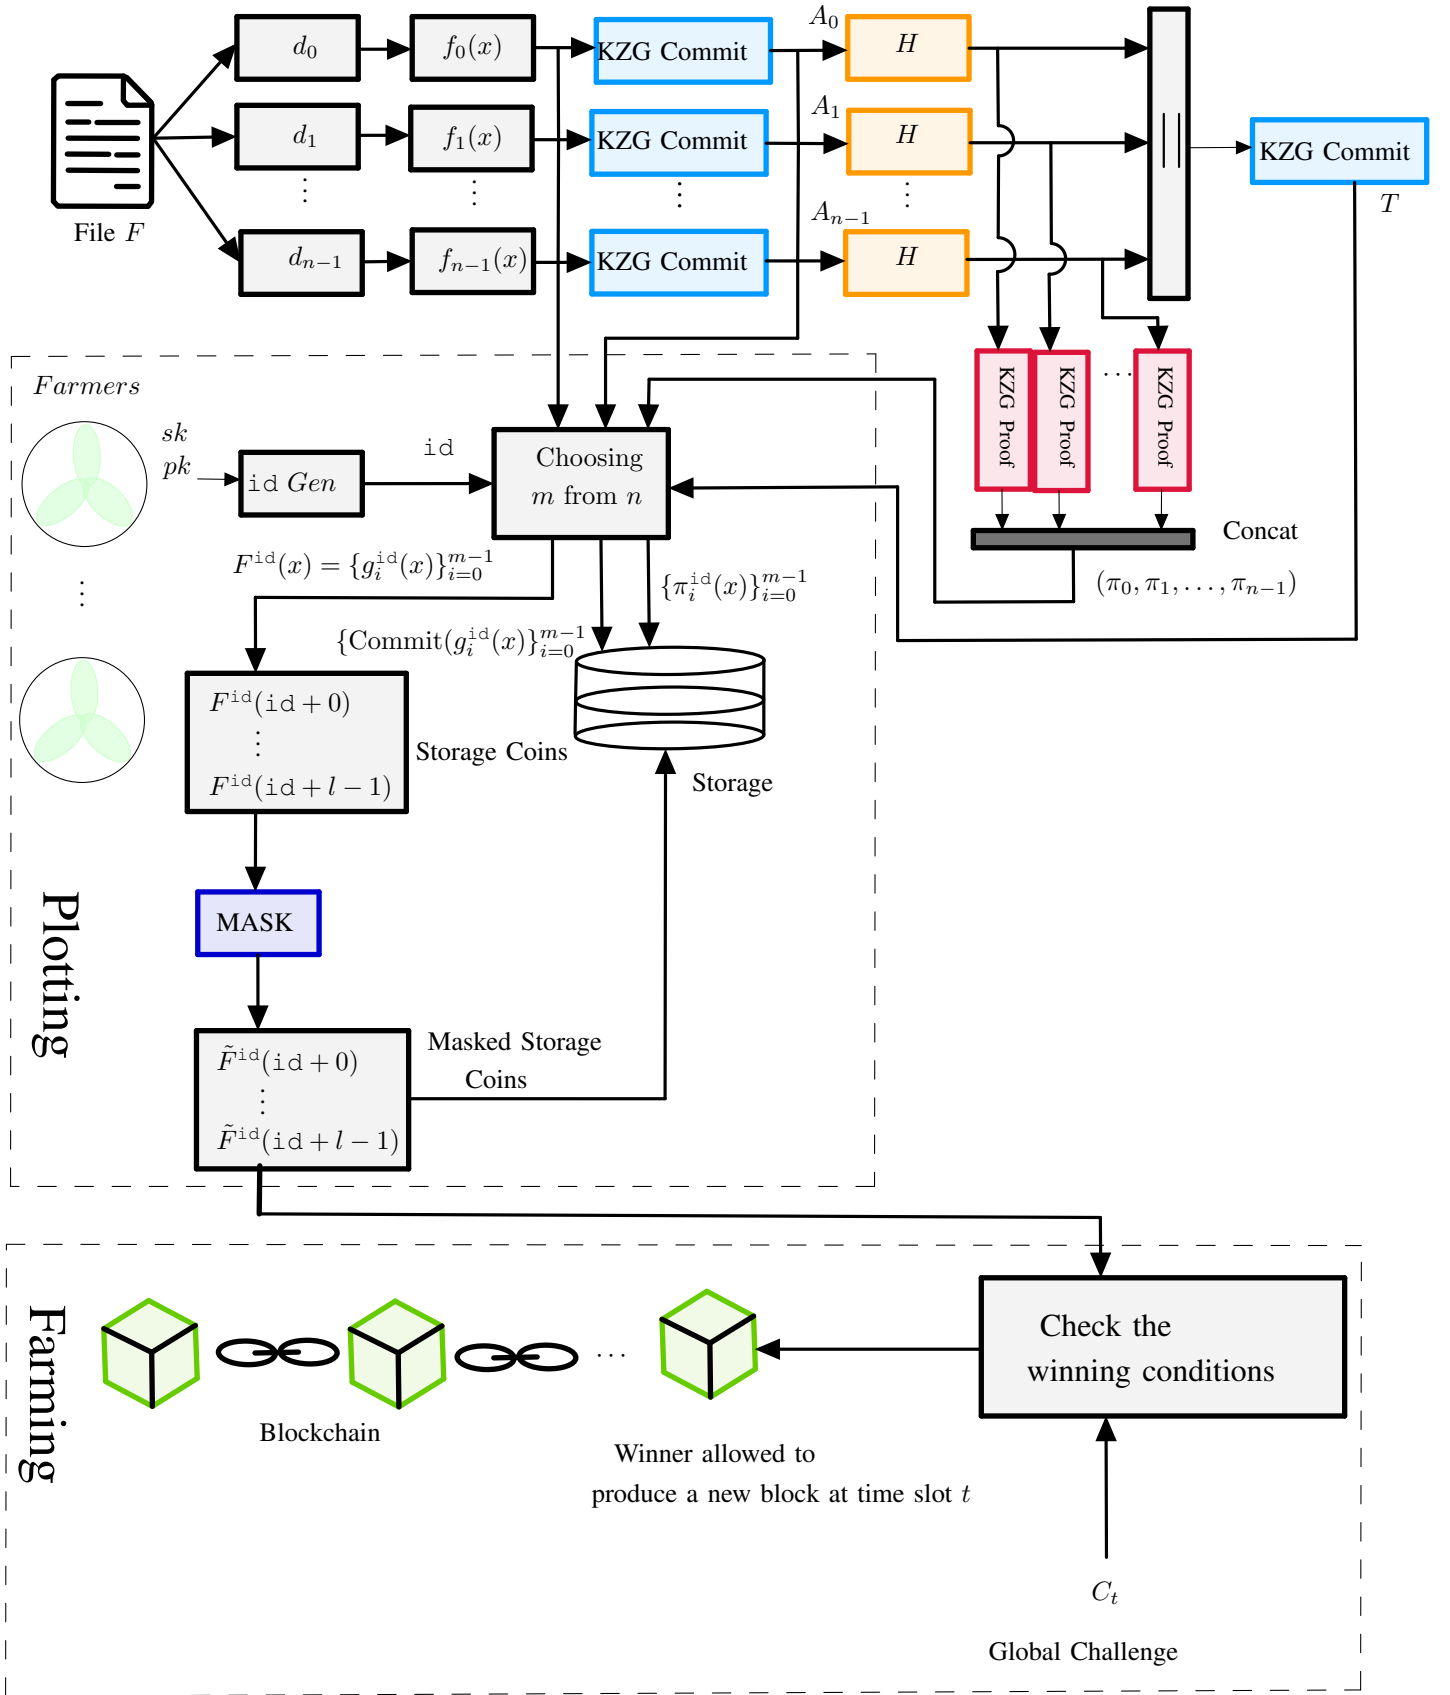 d_0
f_0(x)
KZG Commit
A_0
H
d_1
f_1(x)
KZG Commit
A_1
H
||
KZG Commit
⋮
⋮
⋮
⋮
T
File F
d_{n−1}
f_{n−1}(x)
KZG Commit
A_{n−1}
H
KZG Proof
KZG Proof
···
KZG Proof
Farmers
sk
pk
id Gen
id
Choosing
m from n
Concat
(π_0, π_1, . . . , π_{n−1})
F^{id}(x) = {g_i^{id}(x)}_{i=0}^{m−1}
{π_i^{id}(x)}_{i=0}^{m−1}
{Commit(g_i^{id}(x)}_{i=0}^{m−1}
⋮
F^{id}(id + 0)
⋮
F^{id}(id + l − 1)
Storage Coins
Storage
MASK
Plotting
F̃^{id}(id + 0)
⋮
F̃^{id}(id + l − 1)
Masked Storage
Coins
Farming
···
Blockchain
Winner allowed to
produce a new block at time slot t
Check the
winning conditions
C_t
Global Challenge